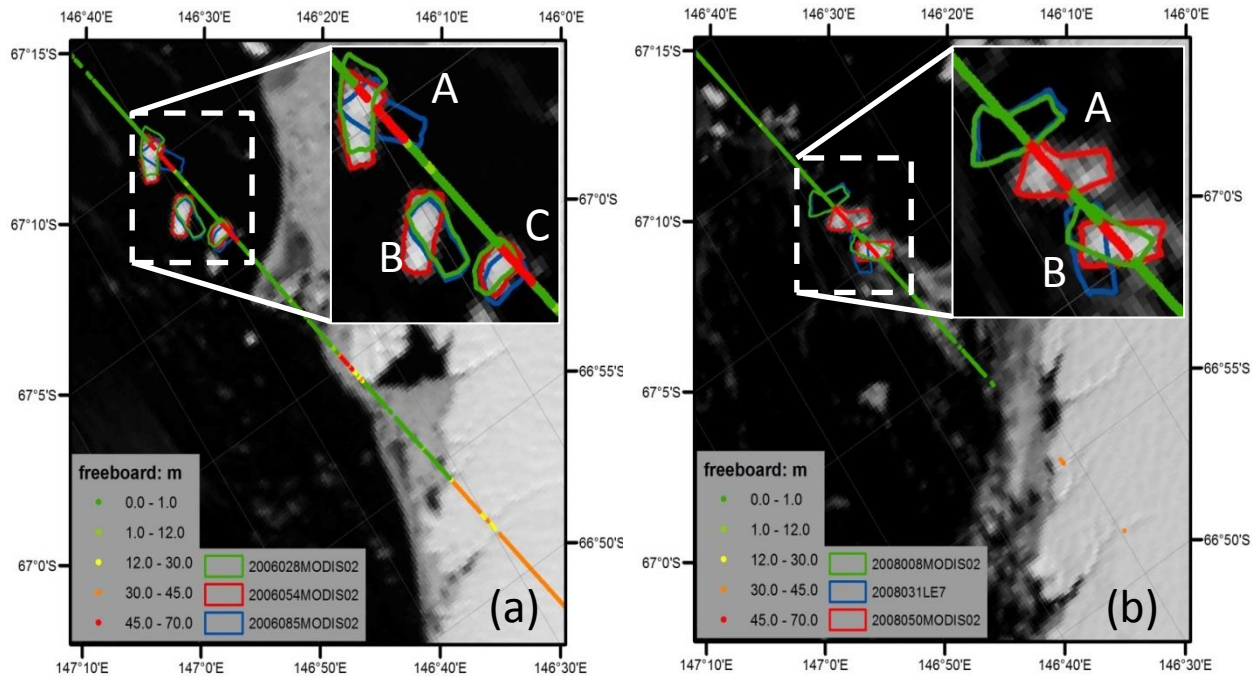 146°40'E 146°30'E 146°20'E 146°10'E 146°0'E
67°15'S
67°10'S
67°5'S
67°0'S
67°0'S
66°55'S
66°50'S
A
B
C
freeboard: m
0.0 - 1.0
1.0 - 12.0
12.0 - 30.0
30.0 - 45.0
45.0 - 70.0
2006028MODIS02
2006054MODIS02
2006085MODIS02
(a)
147°10'E 147°0'E 146°50'E 146°40'E 146°30'E
146°40'E 146°30'E 146°20'E 146°10'E 146°0'E
67°15'S
67°10'S
67°5'S
67°0'S
67°0'S
66°55'S
66°50'S
A
B
freeboard: m
0.0 - 1.0
1.0 - 12.0
12.0 - 30.0
30.0 - 45.0
45.0 - 70.0
2008008MODIS02
2008031LE7
2008050MODIS02
(b)
147°10'E 147°0'E 146°50'E 146°40'E 146°30'E